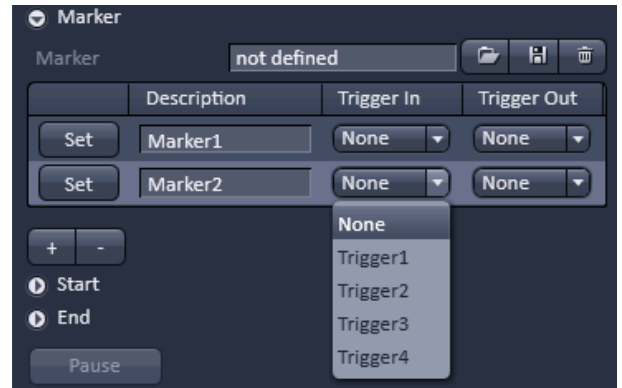 Marker
Marker not defined
Description Trigger In Trigger Out
Set Marker1 None None
Set Marker2 None None
None
+ - Trigger1
Start Trigger2
End Trigger3
Pause Trigger4